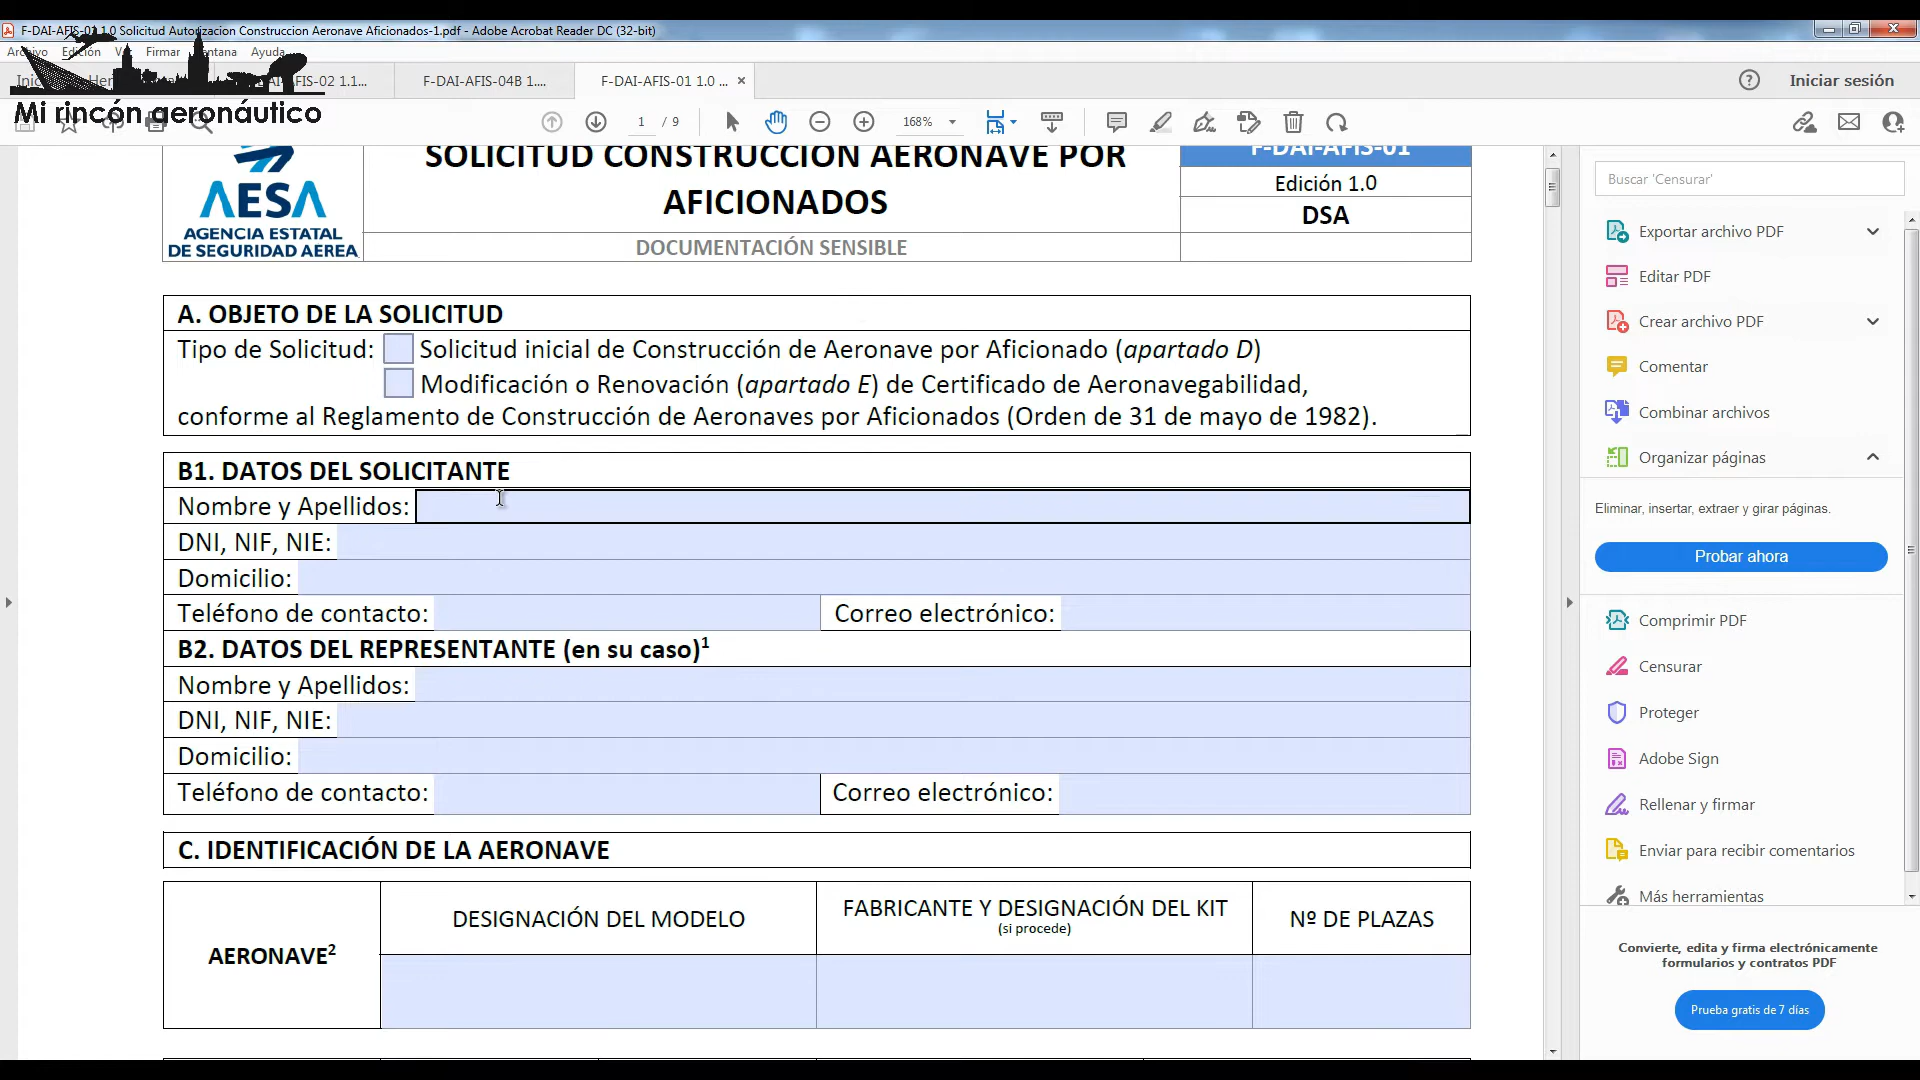 F-DAI-AFIS-01 1.0 Solicitud Autorizacion Construccion Aeronave Aficionados-1.pdf - Adobe Acrobat Reader DC (32-bit)
Archivo Edición Firmar Ayuda
F-DAI-AFIS-04B 1.... F-DAI-AFIS-01 1.0 ... Iniciar sesión
Mi rincón aeronáutico
1 / 9 168%
SOLICITUD CONSTRUCCIÓN AERONAVE POR
AFICIONADOS
DOCUMENTACIÓN SENSIBLE
F-DAI-AFIS-01
Edición 1.0
DSA
AESA
AGENCIA ESTATAL
DE SEGURIDAD AEREA
A. OBJETO DE LA SOLICITUD
Tipo de Solicitud: Solicitud inicial de Construcción de Aeronave por Aficionado (apartado D)
Modificación o Renovación (apartado E) de Certificado de Aeronavegabilidad,
conforme al Reglamento de Construcción de Aeronaves por Aficionados (Orden de 31 de mayo de 1982).
B1. DATOS DEL SOLICITANTE
Nombre y Apellidos:
DNI, NIF, NIE:
Domicilio:
Teléfono de contacto: Correo electrónico:
B2. DATOS DEL REPRESENTANTE (en su caso)1
Nombre y Apellidos:
DNI, NIF, NIE:
Domicilio:
Teléfono de contacto: Correo electrónico:
C. IDENTIFICACIÓN DE LA AERONAVE
AERONAVE2
DESIGNACIÓN DEL MODELO
FABRICANTE Y DESIGNACIÓN DEL KIT
(si procede)
Nº DE PLAZAS
Buscar 'Censurar'
Exportar archivo PDF
Editar PDF
Crear archivo PDF
Comentar
Combinar archivos
Organizar páginas
Eliminar, insertar, extraer y girar páginas.
Probar ahora
Comprimir PDF
Censurar
Proteger
Adobe Sign
Rellenar y firmar
Enviar para recibir comentarios
Más herramientas
Convierte, edita y firma electrónicamente
formularios y contratos PDF
Prueba gratis de 7 días